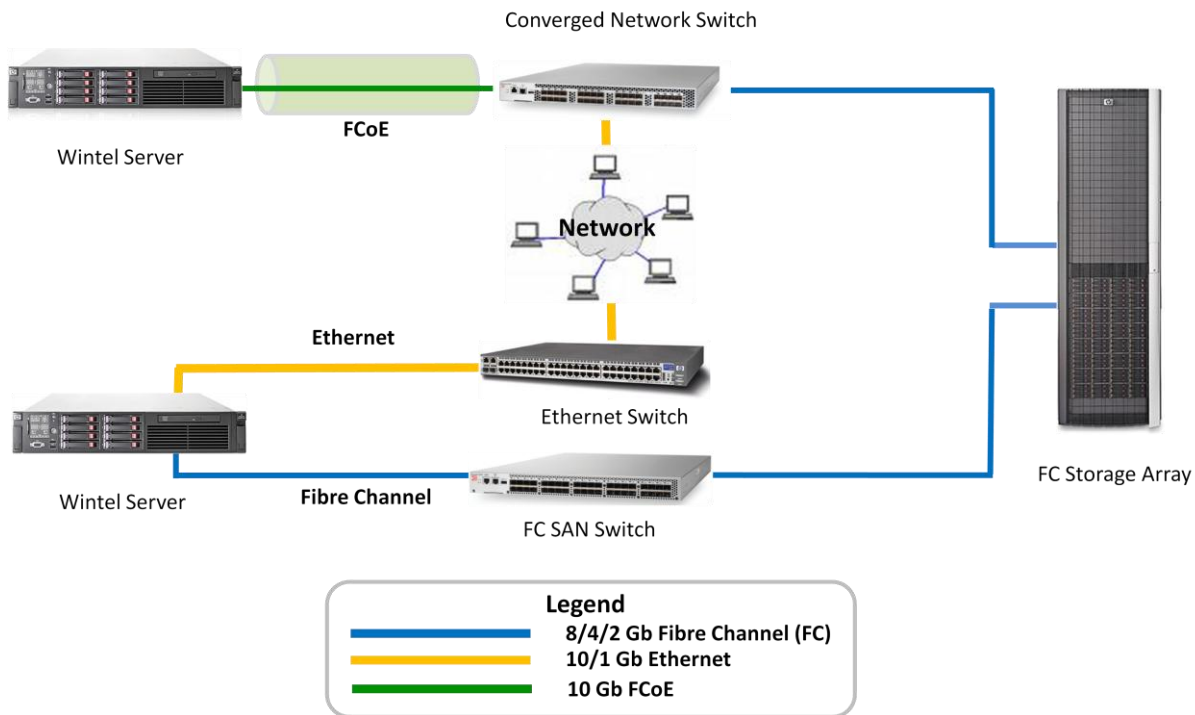 Converged Network Switch
FCoE
Wintel Server
Network
Ethernet
Ethernet Switch
Wintel Server
Fibre Channel
FC SAN Switch
FC Storage Array
Legend
8/4/2 Gb Fibre Channel (FC)
10/1 Gb Ethernet
10 Gb FCoE